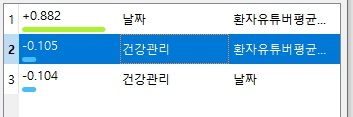 1 +0.882 날짜 환자유튜버평균...
2 -0.105 건강관리 환자유튜버평균...
3 -0.104 건강관리 날짜